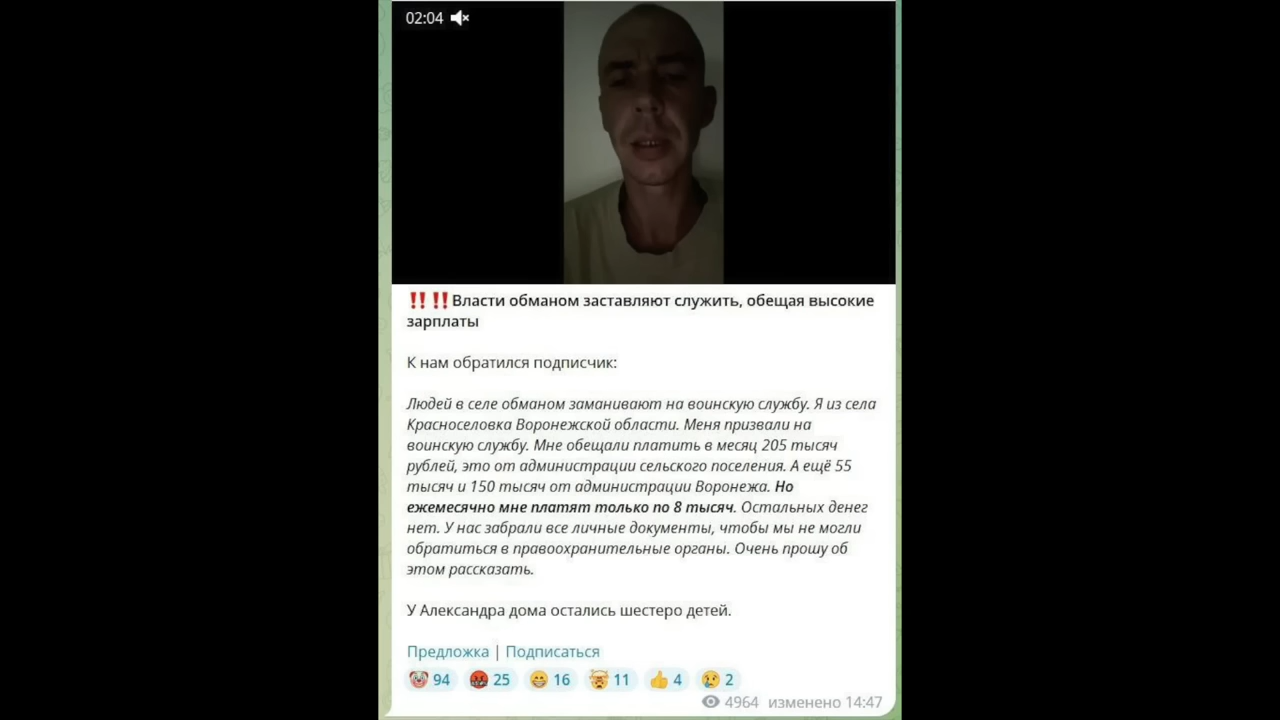 02:04
‼️‼️Власти обманом заставляют служить, обещая высокие
зарплаты
К нам обратился подписчик:
Людей в селе обманом заманивают на воинскую службу. Я из села
Красноселовка Воронежской области. Меня призвали на
воинскую службу. Мне обещали платить в месяц 205 тысяч
рублей, это от администрации сельского поселения. А ещё 55
тысяч и 150 тысяч от администрации Воронежа. Но
ежемесячно мне платят только по 8 тысяч. Остальных денег
нет. У нас забрали все личные документы, чтобы мы не могли
обратиться в правоохранительные органы. Очень прошу об
этом рассказать.
У Александра дома остались шестеро детей.
Предложка | Подписаться
94 25 16 11 4 2
4964 изменено 14:47